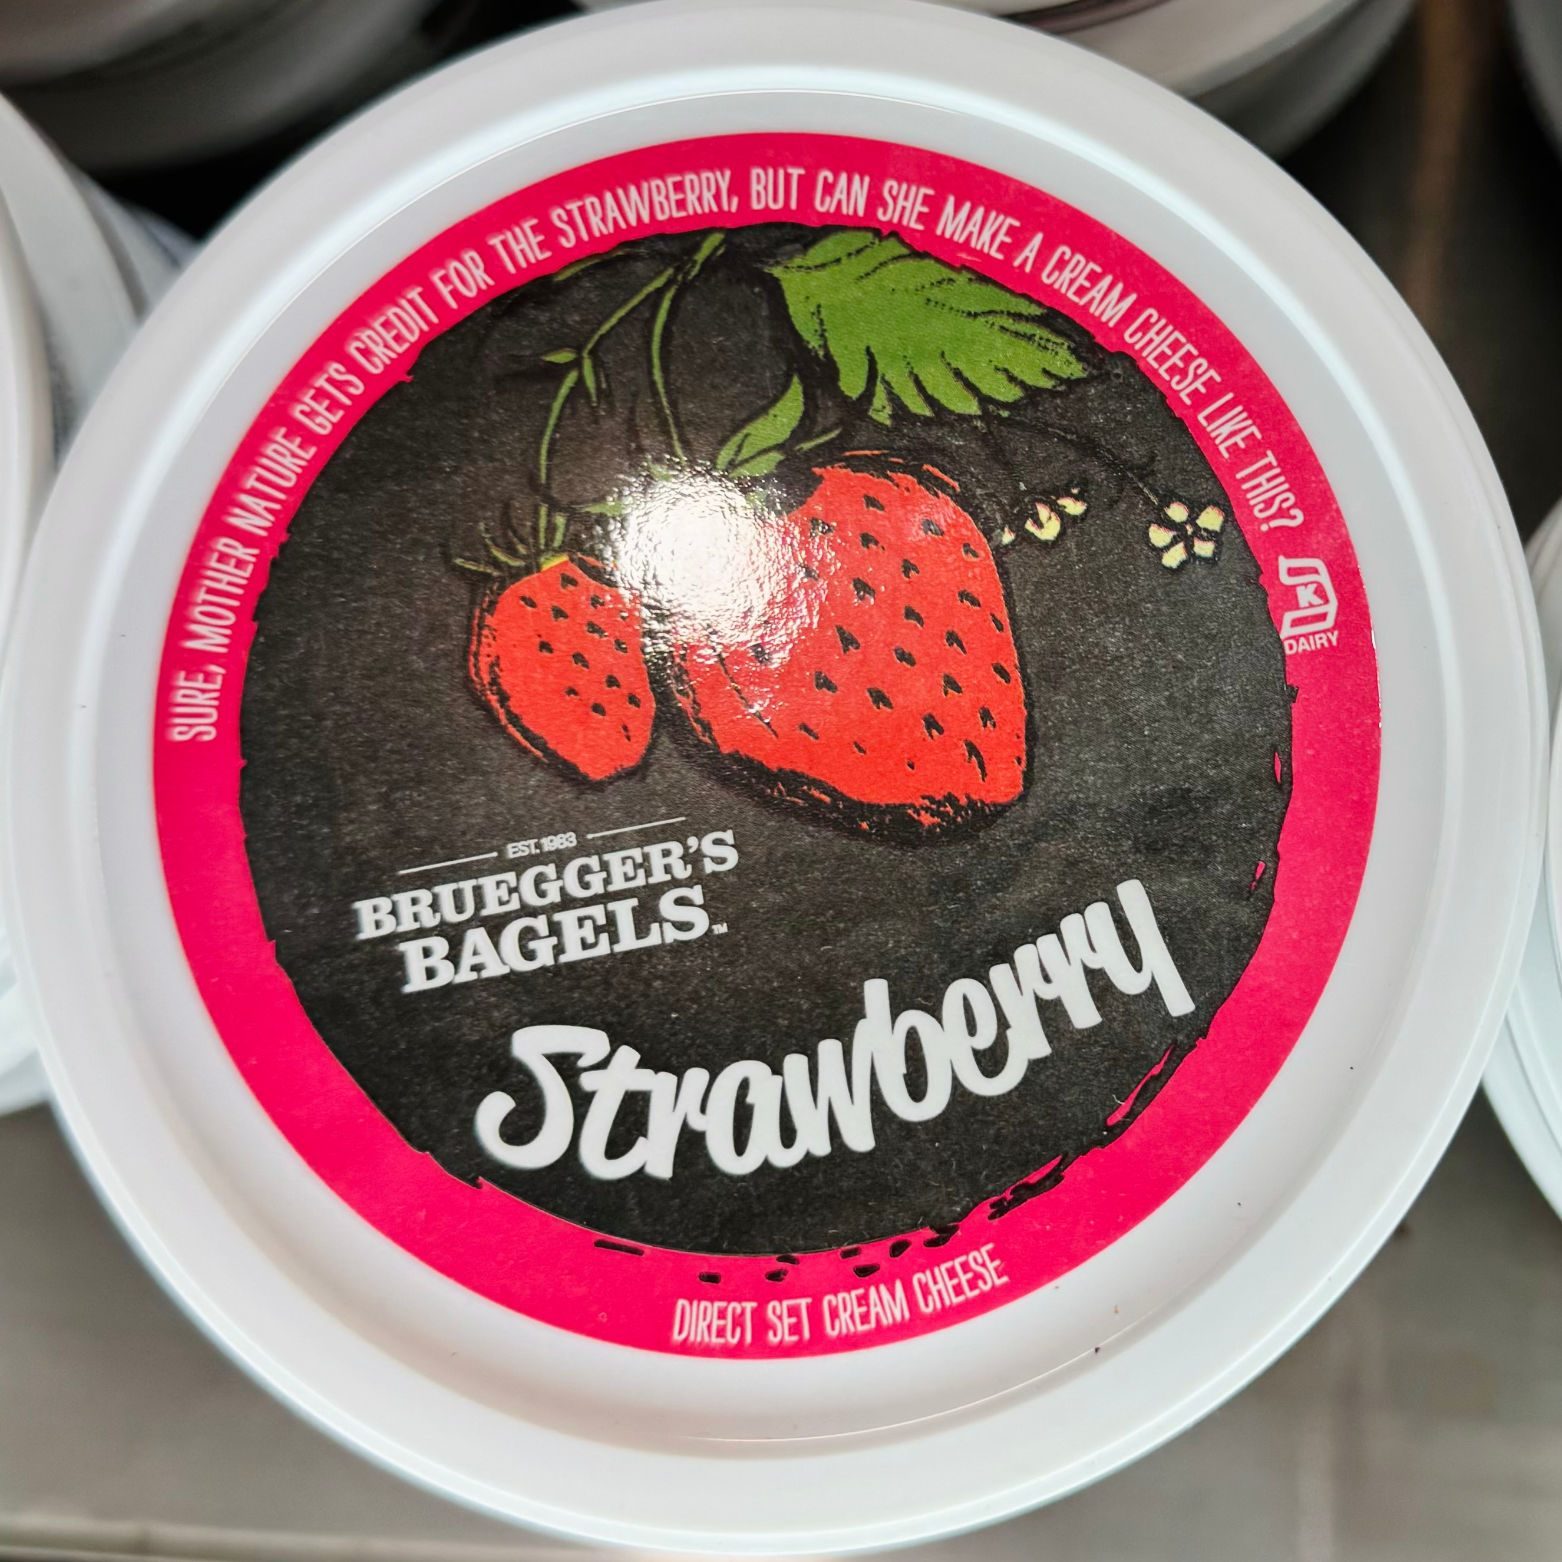 SURE, MOTHER NATURE GETS CREDIT FOR THE STRAWBERRY, BUT CAN SHE MAKE A CREAM CHEESE LIKE THIS?
K
DAIRY
EST. 1983
BRUEGGER'S
BAGELS™
Strawberry
DIRECT SET CREAM CHEESE